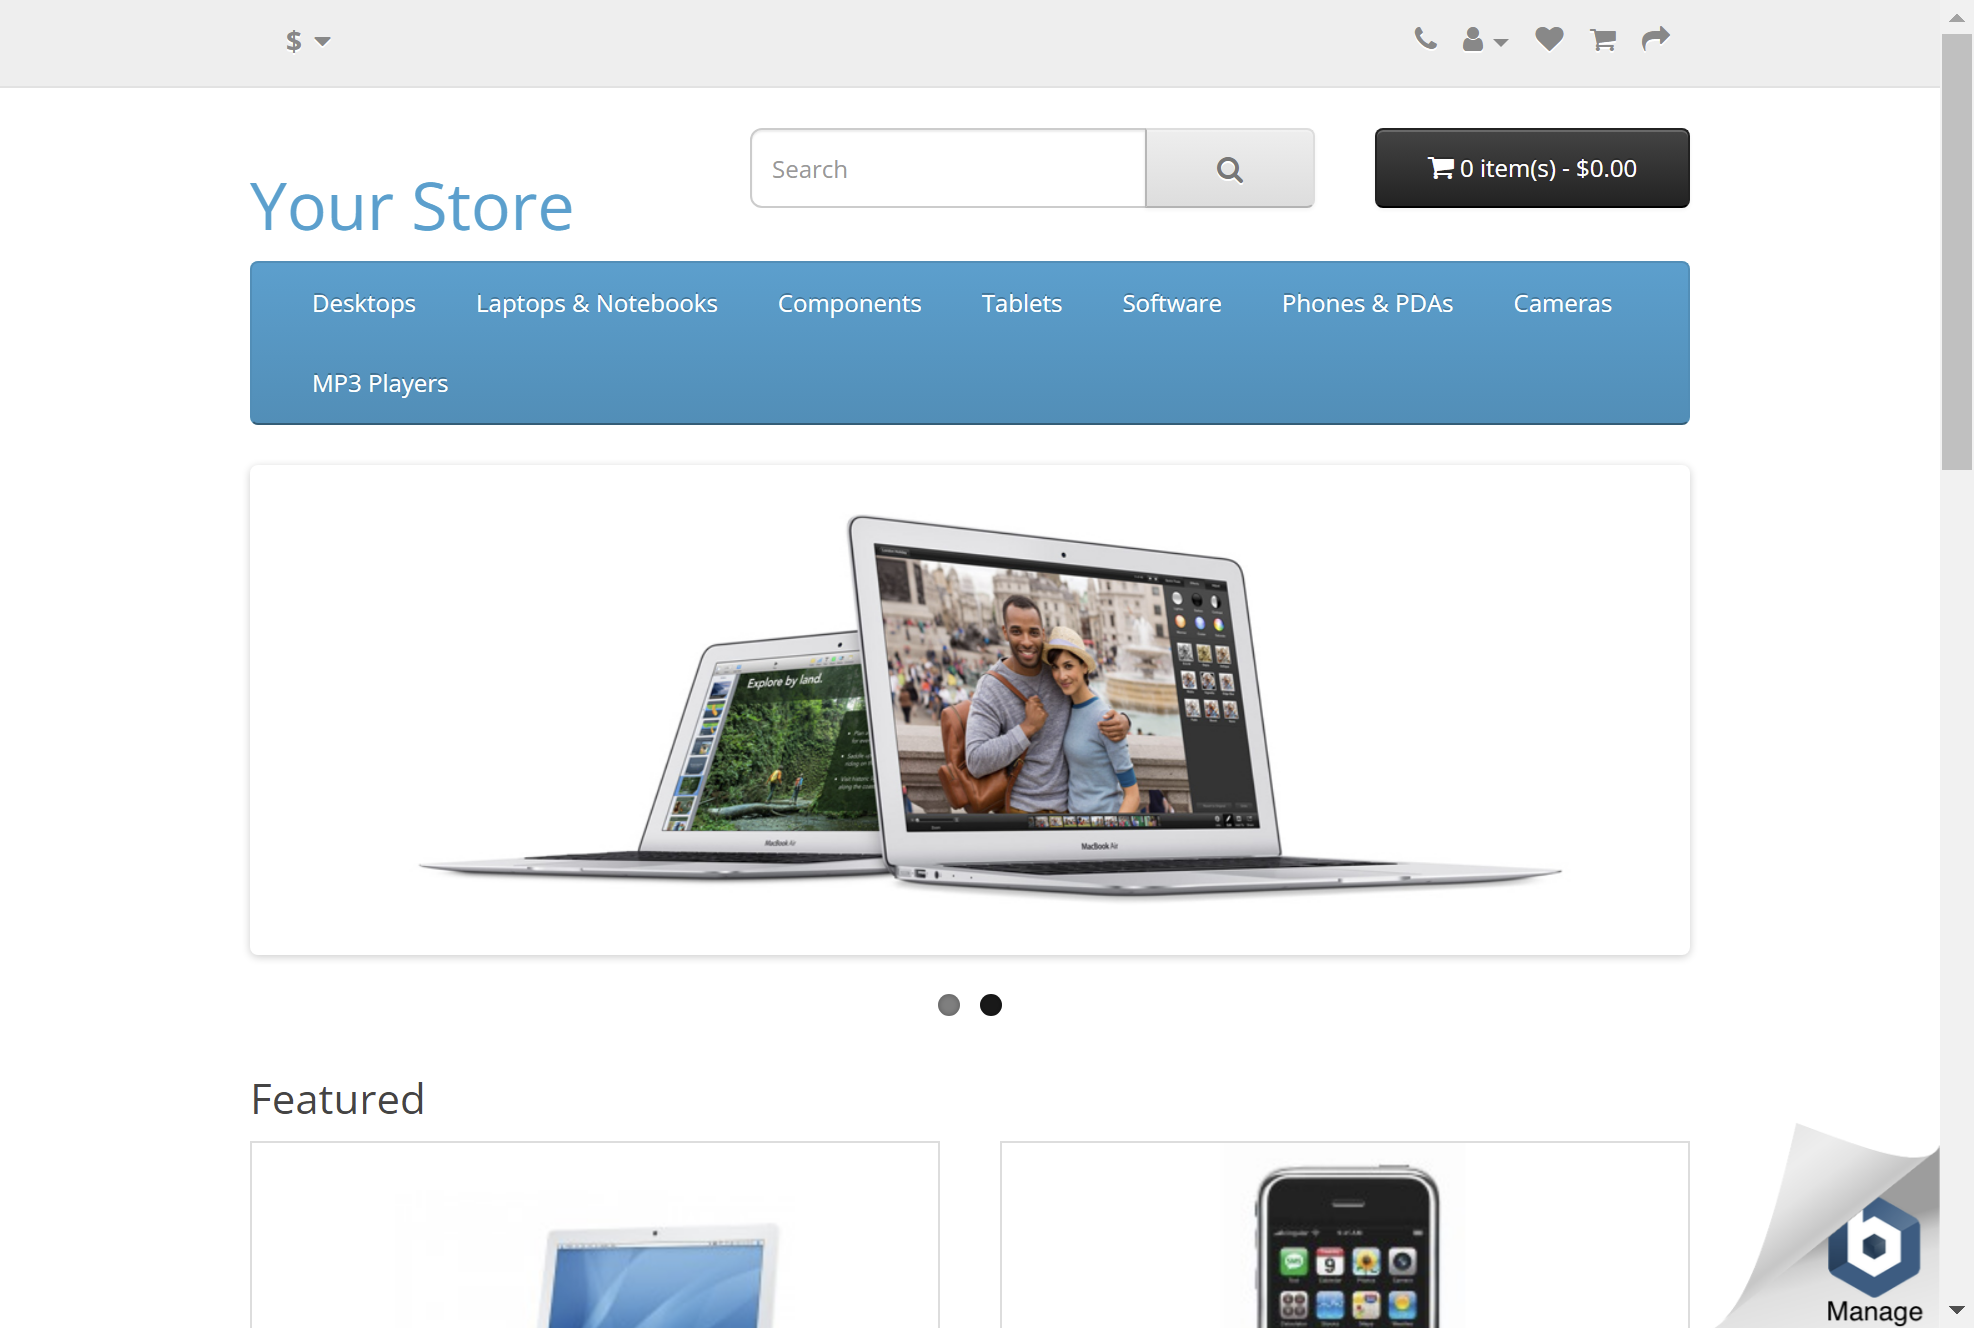 $
Search
0 item(s) - $0.00
Your Store
Desktops
Laptops & Notebooks
Components
Tablets
Software
Phones & PDAs
Cameras
MP3 Players
Explore by land.
MacBook Air
MacBook Air
Featured
9
Manage